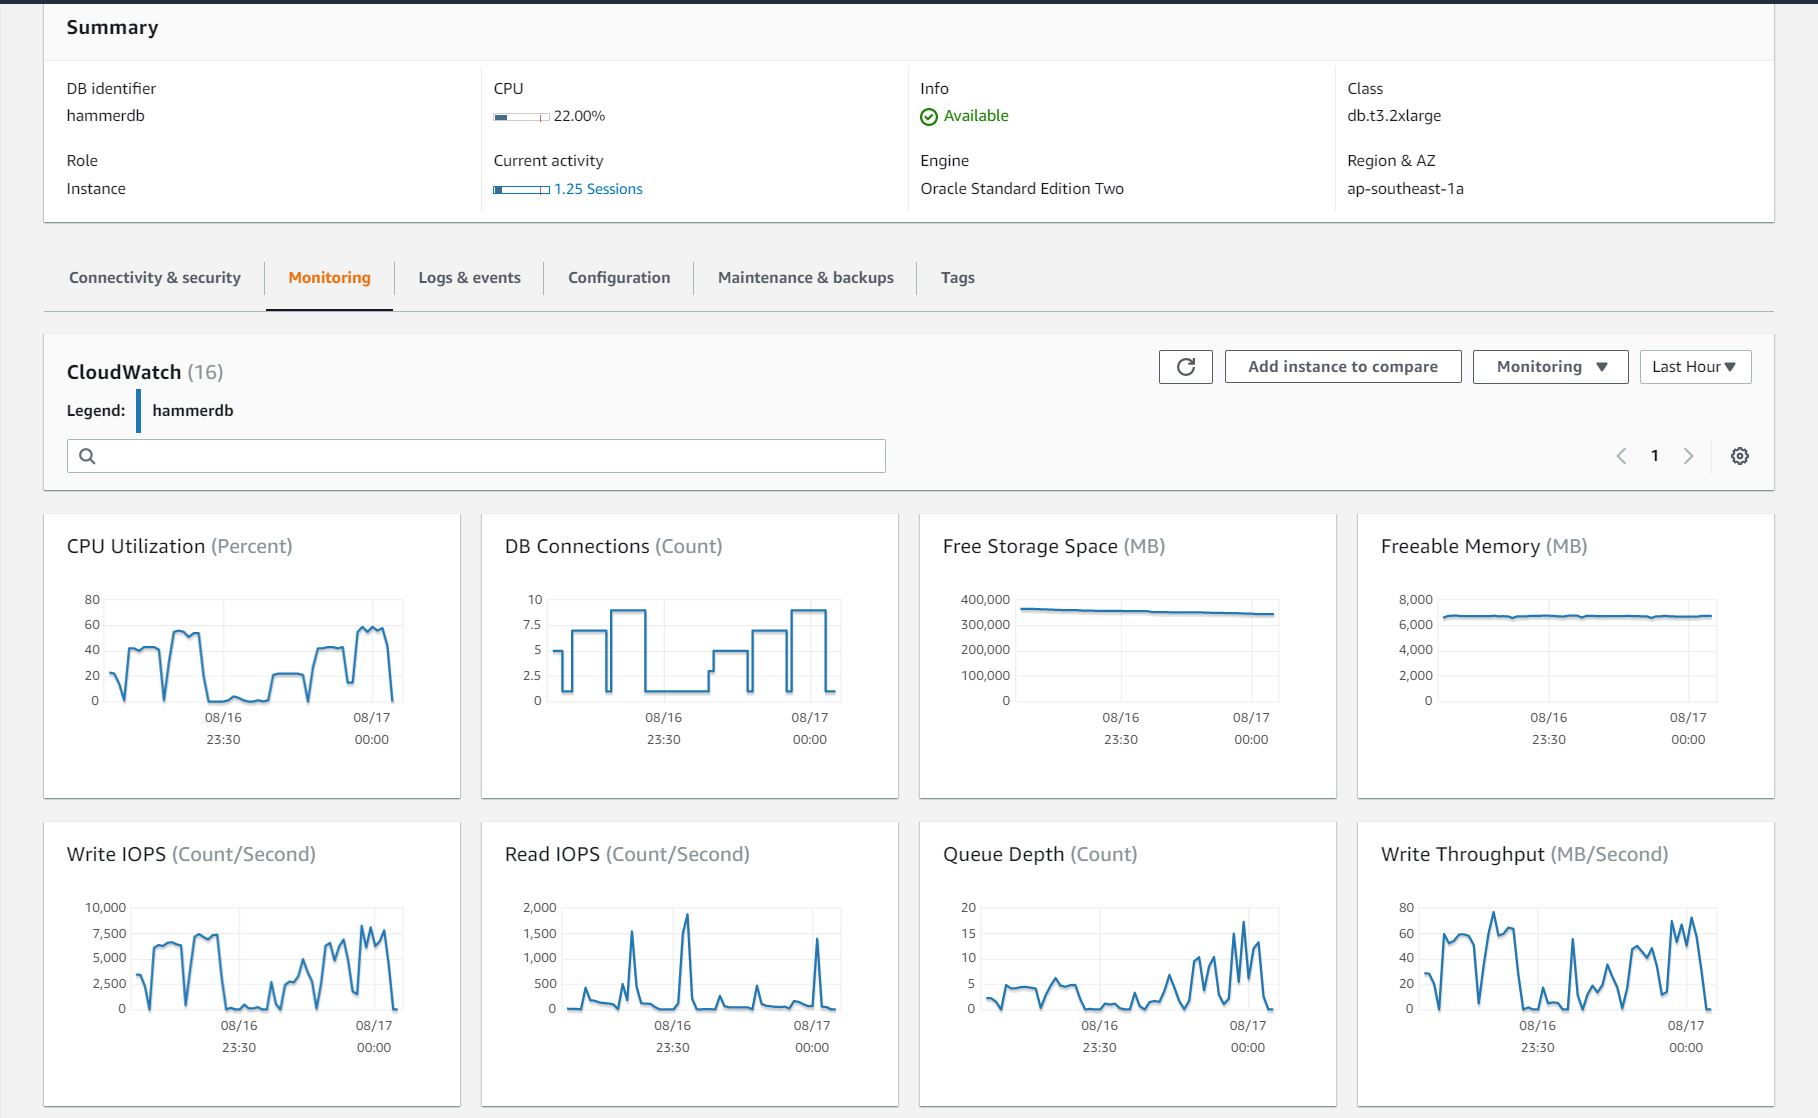 Summary
DB identifier
hammerdb
CPU
22.00%
Info
Available
Class
db.t3.2xlarge
Role
Instance
Current activity
1.25 Sessions
Engine
Oracle Standard Edition Two
Region & AZ
ap-southeast-1a
Connectivity & security
Monitoring
Logs & events
Configuration
Maintenance & backups
Tags
CloudWatch (16)
Add instance to compare
Monitoring
Last Hour
Legend: hammerdb
1
CPU Utilization (Percent)
80
60
40
20
0
08/16 08/17
23:30 00:00
DB Connections (Count)
10
7.5
5
2.5
0
08/16 08/17
23:30 00:00
Free Storage Space (MB)
400,000
300,000
200,000
100,000
0
08/16 08/17
23:30 00:00
Freeable Memory (MB)
8,000
6,000
4,000
2,000
0
08/16 08/17
23:30 00:00
Write IOPS (Count/Second)
10,000
7,500
5,000
2,500
0
08/16 08/17
23:30 00:00
Read IOPS (Count/Second)
2,000
1,500
1,000
500
0
08/16 08/17
23:30 00:00
Queue Depth (Count)
20
15
10
5
0
08/16 08/17
23:30 00:00
Write Throughput (MB/Second)
80
60
40
20
0
08/16 08/17
23:30 00:00